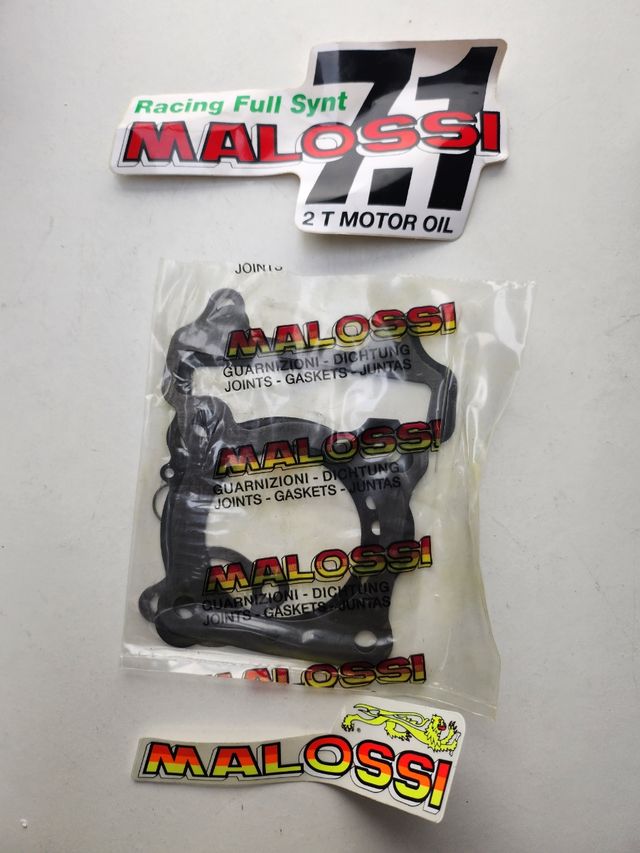 Racing Full Synt
7.1
MALOSSI
2 T MOTOR OIL
JOINTS
MALOSSI
GUARNIZIONI - DICHTUNG
JOINTS - GASKETS - JUNTAS
MALOSSI
GUARNIZIONI - DICHTUNG
JOINTS - GASKETS - JUNTAS
MALOSSI
GUARNIZIONI - DICHTUNG
JOINTS - GASKETS - JUNTAS
MALOSSI
MALOSSI
®